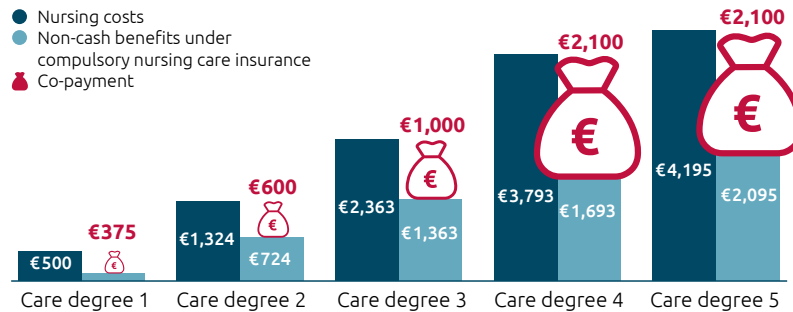 Nursing costs
Non-cash benefits under
compulsory nursing care insurance
Co-payment
€375
€500
€
Care degree 1
€600
€1,324
€
€724
Care degree 2
€1,000
€2,363
€
€1,363
Care degree 3
€2,100
€
€3,793
€1,693
Care degree 4
€2,100
€
€4,195
€2,095
Care degree 5